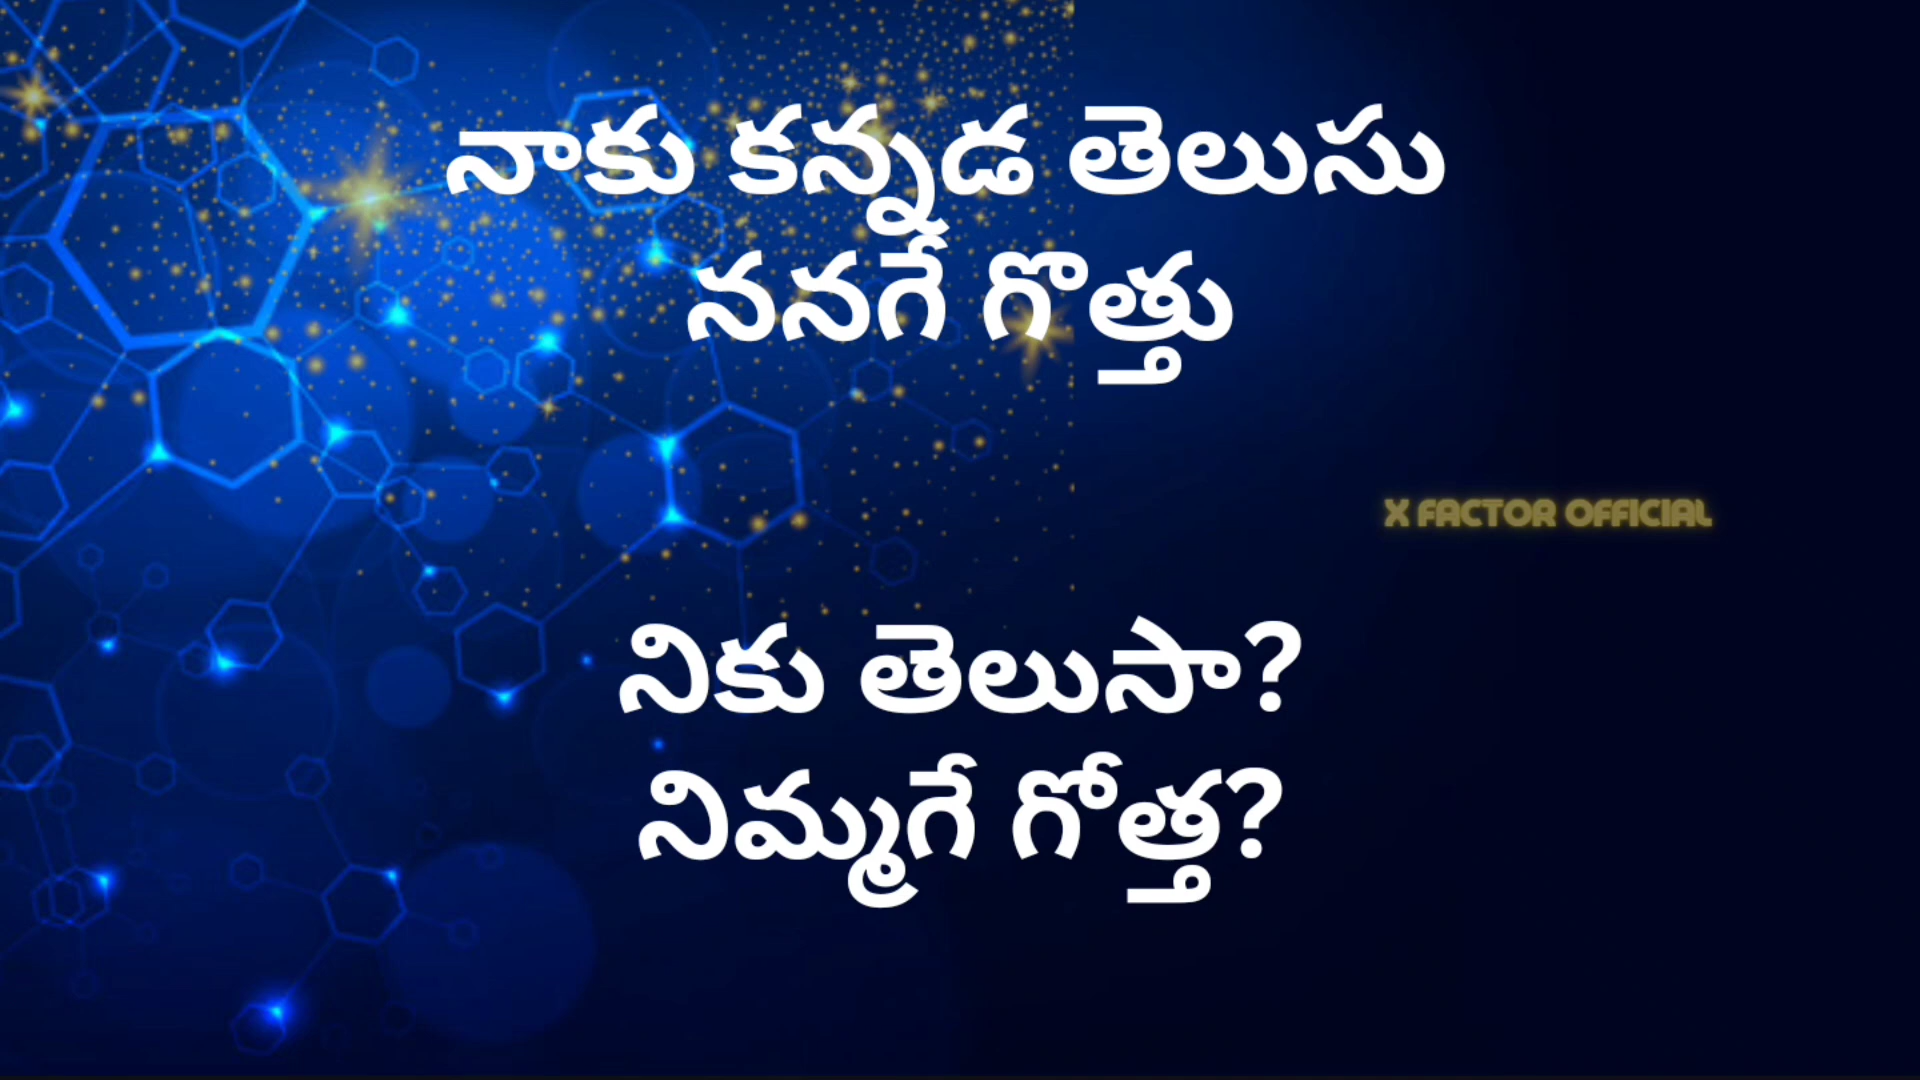 నాకు కన్నడ తెలుసు
ననగే గొత్తు
X FACTOR OFFICIAL
నికు తెలుసా?
నిమ్మగే గోత్త?